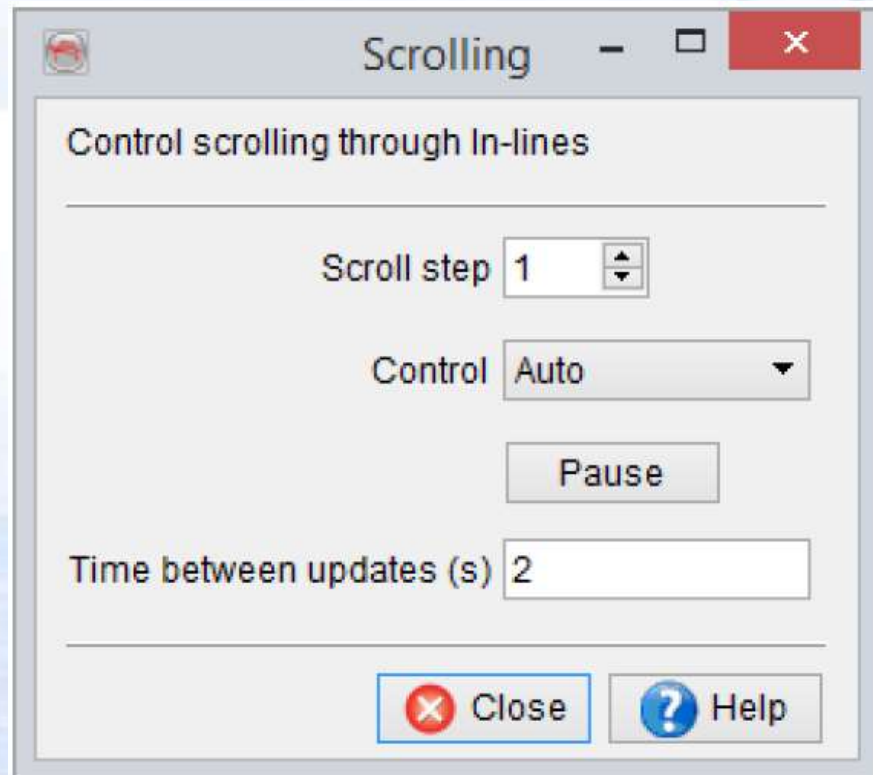 Scrolling
Control scrolling through In-lines
Scroll step 1
Control Auto
Pause
Time between updates (s) 2
Close Help